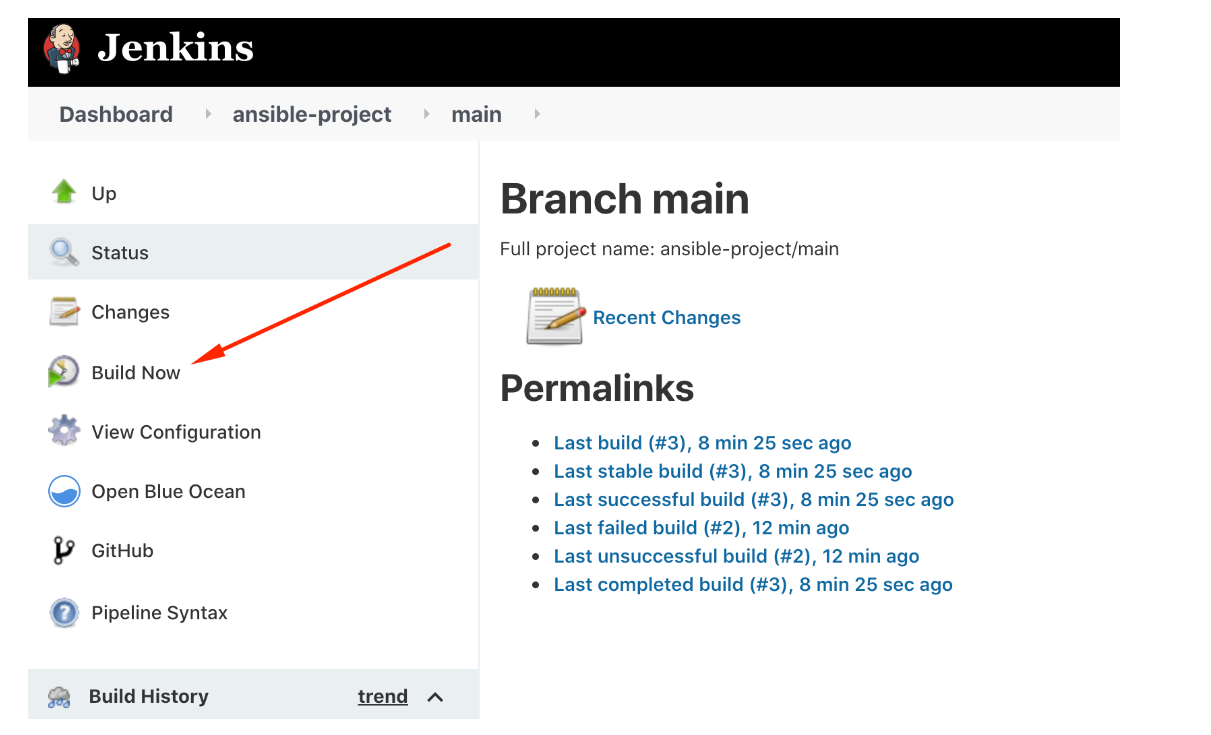 Jenkins
Dashboard ansible-project main
Up
Status
Changes
Build Now
View Configuration
Open Blue Ocean
GitHub
Pipeline Syntax
Build History trend
Branch main
Full project name: ansible-project/main
Recent Changes
Permalinks
Last build (#3), 8 min 25 sec ago
Last stable build (#3), 8 min 25 sec ago
Last successful build (#3), 8 min 25 sec ago
Last failed build (#2), 12 min ago
Last unsuccessful build (#2), 12 min ago
Last completed build (#3), 8 min 25 sec ago